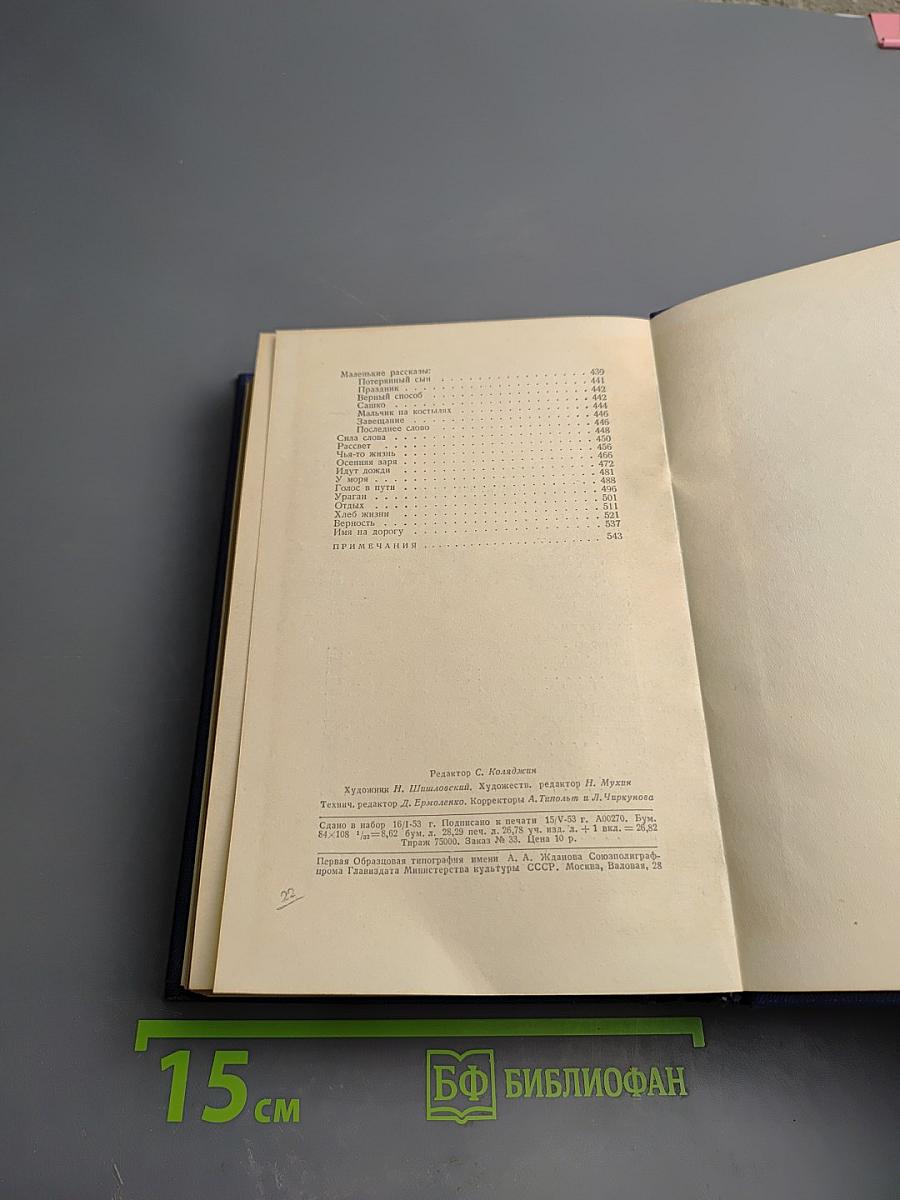 Маленькие рассказы:
Потерянный сын . . . . . . . . . . . . . . . . 439
Праздник . . . . . . . . . . . . . . . . 441
Верный способ . . . . . . . . . . . . . . . . 442
Сашко . . . . . . . . . . . . . . . . 442
Мальчик на костылях . . . . . . . . . . . . . . . . 444
Завещание . . . . . . . . . . . . . . . . 446
Последнее слово . . . . . . . . . . . . . . . . 446
Сила слова . . . . . . . . . . . . . . . . 448
Рассвет . . . . . . . . . . . . . . . . 450
Чья-то жизнь . . . . . . . . . . . . . . . . 456
Осенняя заря . . . . . . . . . . . . . . . . 466
Идут дожди . . . . . . . . . . . . . . . . 472
У моря . . . . . . . . . . . . . . . . 481
Голос в пути . . . . . . . . . . . . . . . . 488
Ураган . . . . . . . . . . . . . . . . 496
Отдых . . . . . . . . . . . . . . . . 501
Хлеб жизни . . . . . . . . . . . . . . . . 511
Верность . . . . . . . . . . . . . . . . 521
Имя на дорогу . . . . . . . . . . . . . . . . 537
ПРИМЕЧАНИЯ . . . . . . . . . . . . . . . . 543
Редактор С. Коляджин
Художник Н. Шишловский. Художеств. редактор Н. Мухин
Технич. редактор Д. Ермоленко. Корректоры А. Типольт и Л. Чиркунова
Сдано в набор 16/I-53 г. Подписано к печати 15/V-53 г. А00270. Бум.
84×108 1/32=8,62 бум. л. 28,29 печ. л. 26,78 уч. изд. л. + 1 вкл. = 26,82
Тираж 75000. Заказ № 33. Цена 10 р.
Первая Образцовая типография имени А. А. Жданова Союзполиграф-
прома Главиздата Министерства культуры СССР. Москва, Валовая, 28
22
15 см
БФ БИБЛИОФАН